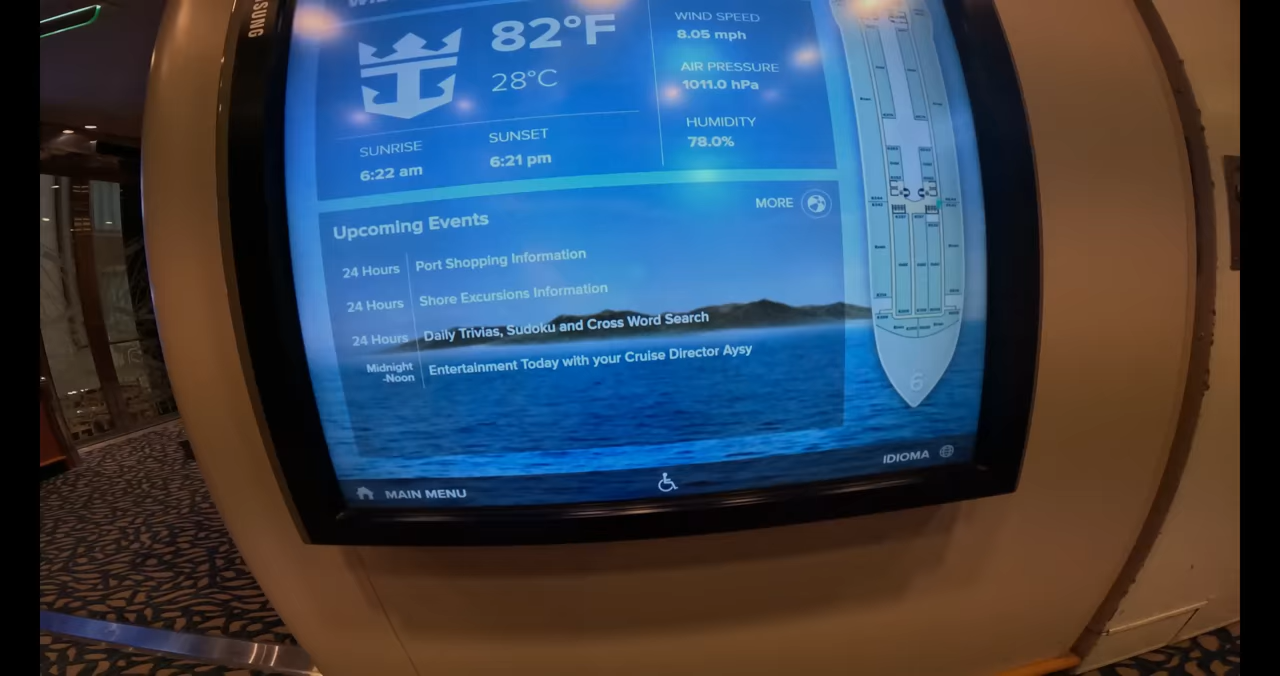 SUNG
82°F
28°C
SUNRISE
6:22 am
SUNSET
6:21 pm
WIND SPEED
8.05 mph
AIR PRESSURE
1011.0 hPa
HUMIDITY
78.0%
Upcoming Events
MORE
24 Hours Port Shopping Information
24 Hours Shore Excursions Information
24 Hours Daily Trivias, Sudoku and Cross Word Search
Midnight
-Noon
Entertainment Today with your Cruise Director Aysy
6
MAIN MENU
IDIOMA